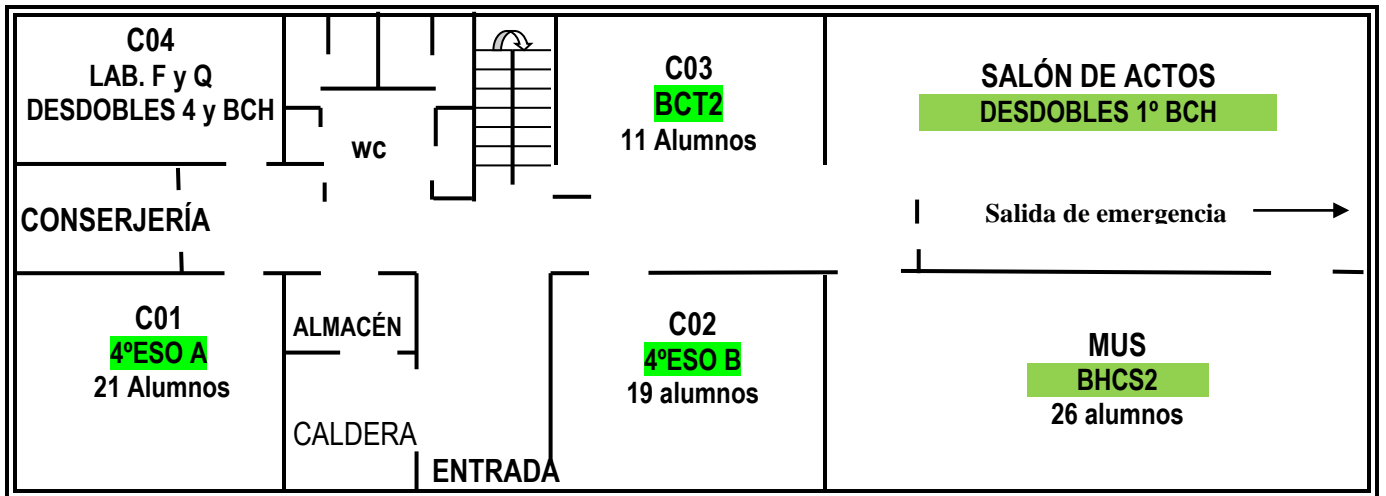 C04
LAB. F y Q
DESDOBLES 4 y BCH
wc
C03
BCT2
11 Alumnos
SALÓN DE ACTOS
DESDOBLES 1º BCH
CONSERJERÍA
Salida de emergencia
C01
4ºESO A
21 Alumnos
ALMACÉN
CALDERA
ENTRADA
C02
4ºESO B
19 alumnos
MUS
BHCS2
26 alumnos